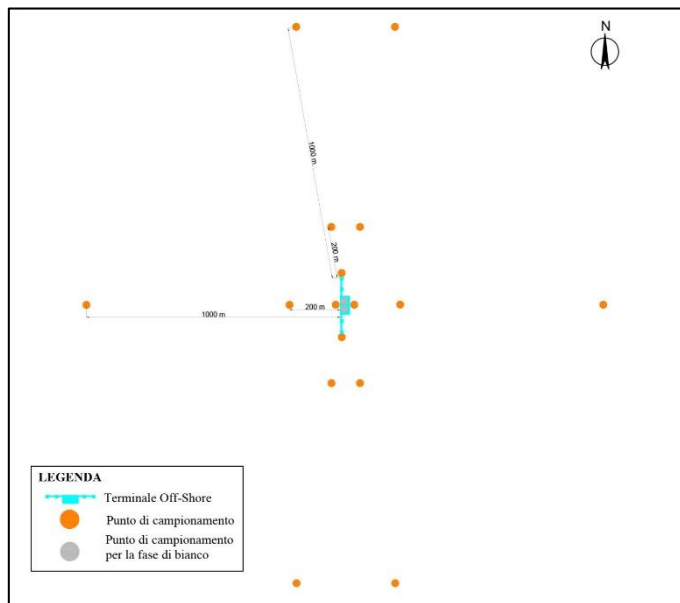 N
1000 m.
200 m.
200 m
1000 m
LEGENDA
Terminale Off-Shore
Punto di campionamento
Punto di campionamento
per la fase di bianco